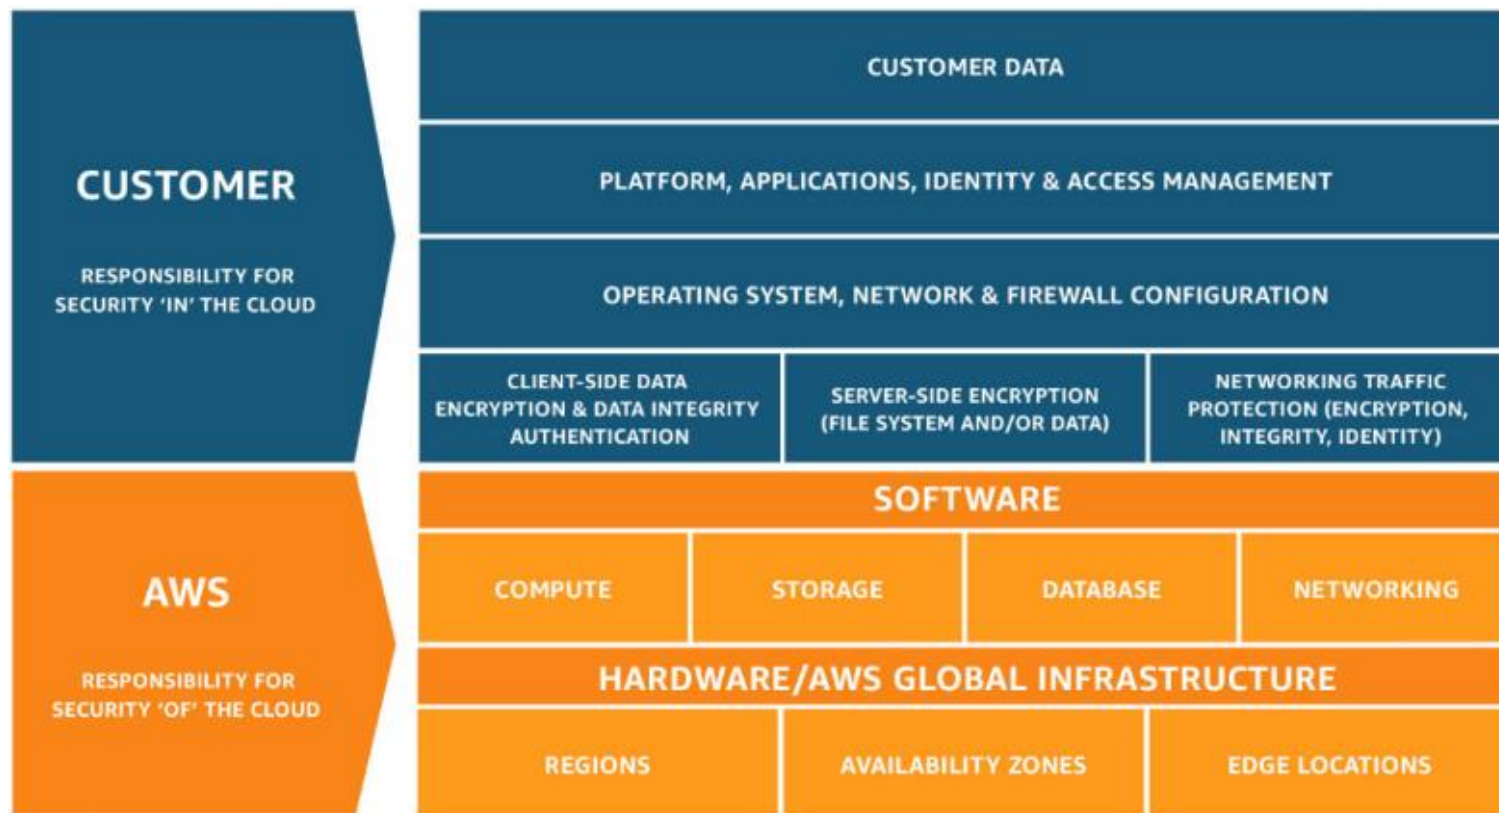 CUSTOMER
RESPONSIBILITY FOR
SECURITY ‘IN’ THE CLOUD
CUSTOMER DATA
PLATFORM, APPLICATIONS, IDENTITY & ACCESS MANAGEMENT
OPERATING SYSTEM, NETWORK & FIREWALL CONFIGURATION
CLIENT-SIDE DATA
ENCRYPTION & DATA INTEGRITY
AUTHENTICATION
SERVER-SIDE ENCRYPTION
(FILE SYSTEM AND/OR DATA)
NETWORKING TRAFFIC
PROTECTION (ENCRYPTION,
INTEGRITY, IDENTITY)
AWS
RESPONSIBILITY FOR
SECURITY ‘OF’ THE CLOUD
SOFTWARE
COMPUTE
STORAGE
DATABASE
NETWORKING
HARDWARE/AWS GLOBAL INFRASTRUCTURE
REGIONS
AVAILABILITY ZONES
EDGE LOCATIONS